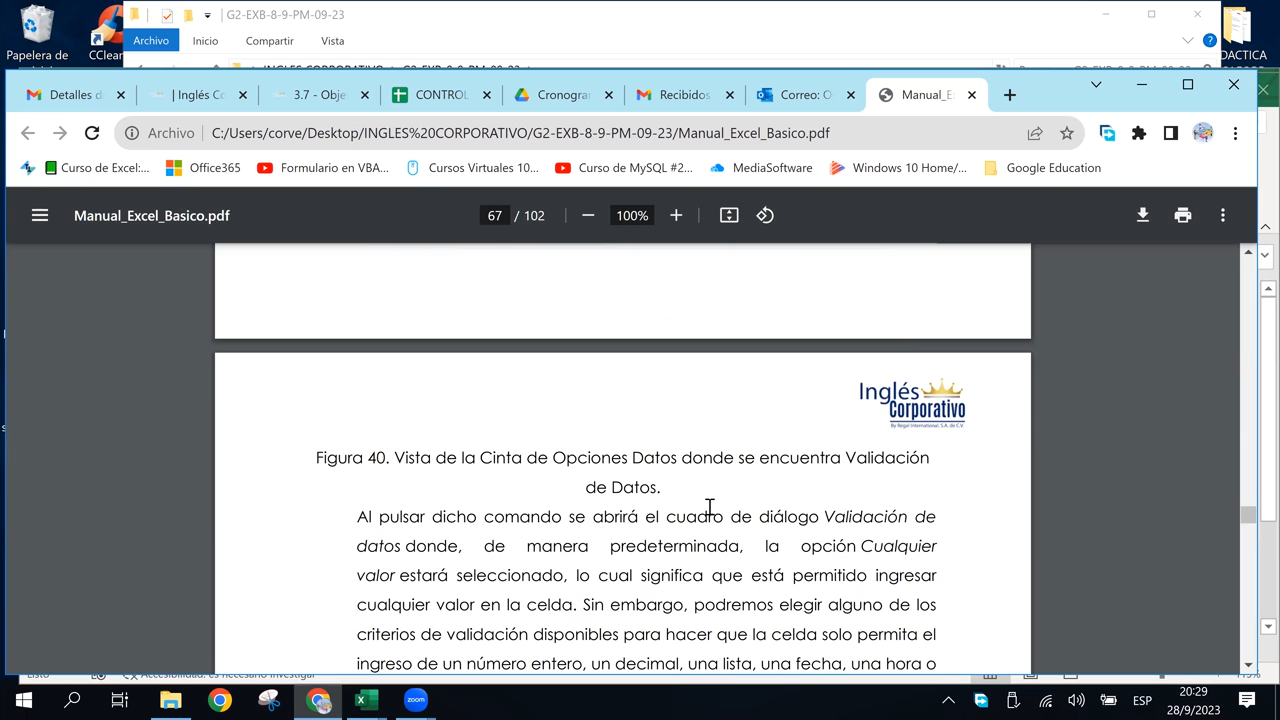 G2-EXB-8-9-PM-09-23
Papelera de
CClean
DACTICA
Archivo Inicio Compartir Vista
Detalles d | Inglés Co 3.7 - Obje CONTROL Cronogra Recibidos Correo: O Manual_E
Archivo C:/Users/corve/Desktop/INGLES%20CORPORATIVO/G2-EXB-8-9-PM-09-23/Manual_Excel_Basico.pdf
Curso de Excel:... Office365 Formulario en VBA... Cursos Virtuales 10... Curso de MySQL #2... MediaSoftware Windows 10 Home/... Google Education
Manual_Excel_Basico.pdf 67 / 102 100%
Inglés
Corporativo
By Regal International, S.A. de C.V.
Figura 40. Vista de la Cinta de Opciones Datos donde se encuentra Validación
de Datos.
Al pulsar dicho comando se abrirá el cuadro de diálogo Validación de
datos donde, de manera predeterminada, la opción Cualquier
valor estará seleccionado, lo cual significa que está permitido ingresar
cualquier valor en la celda. Sin embargo, podremos elegir alguno de los
criterios de validación disponibles para hacer que la celda solo permita el
ingreso de un número entero, un decimal, una lista, una fecha, una hora o
zoom
ESP
20:29
28/9/2023